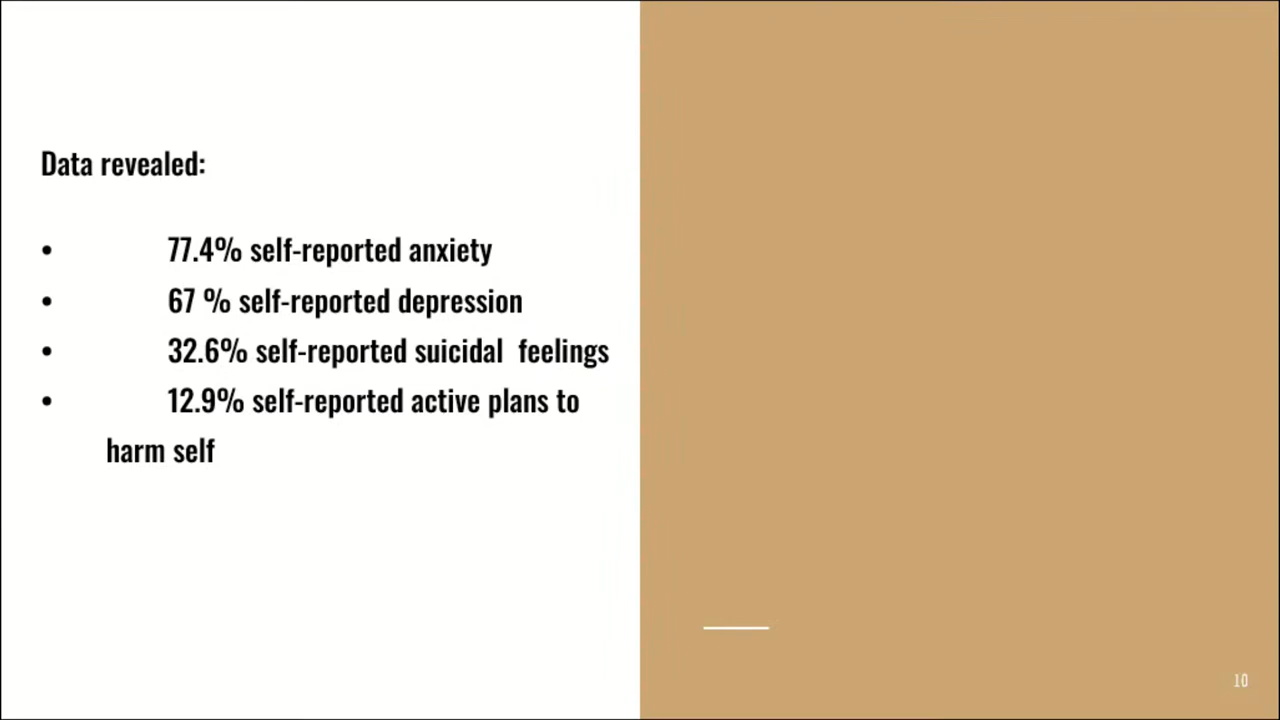 Data revealed:
• 77.4% self-reported anxiety
• 67 % self-reported depression
• 32.6% self-reported suicidal feelings
• 12.9% self-reported active plans to
harm self
10